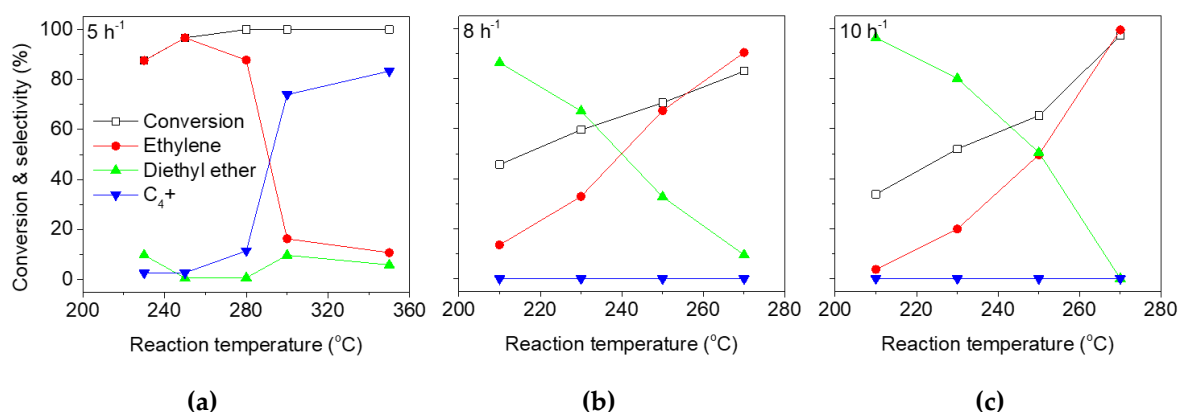 Conversion & selectivity (%)
100
80
60
40
20
0
5 h⁻¹
Conversion
Ethylene
Diethyl ether
C₄+
200 240 280 320 360
Reaction temperature (°C)
(a)
8 h⁻¹
200 220 240 260 280
Reaction temperature (°C)
(b)
10 h⁻¹
200 220 240 260 280
Reaction temperature (°C)
(c)